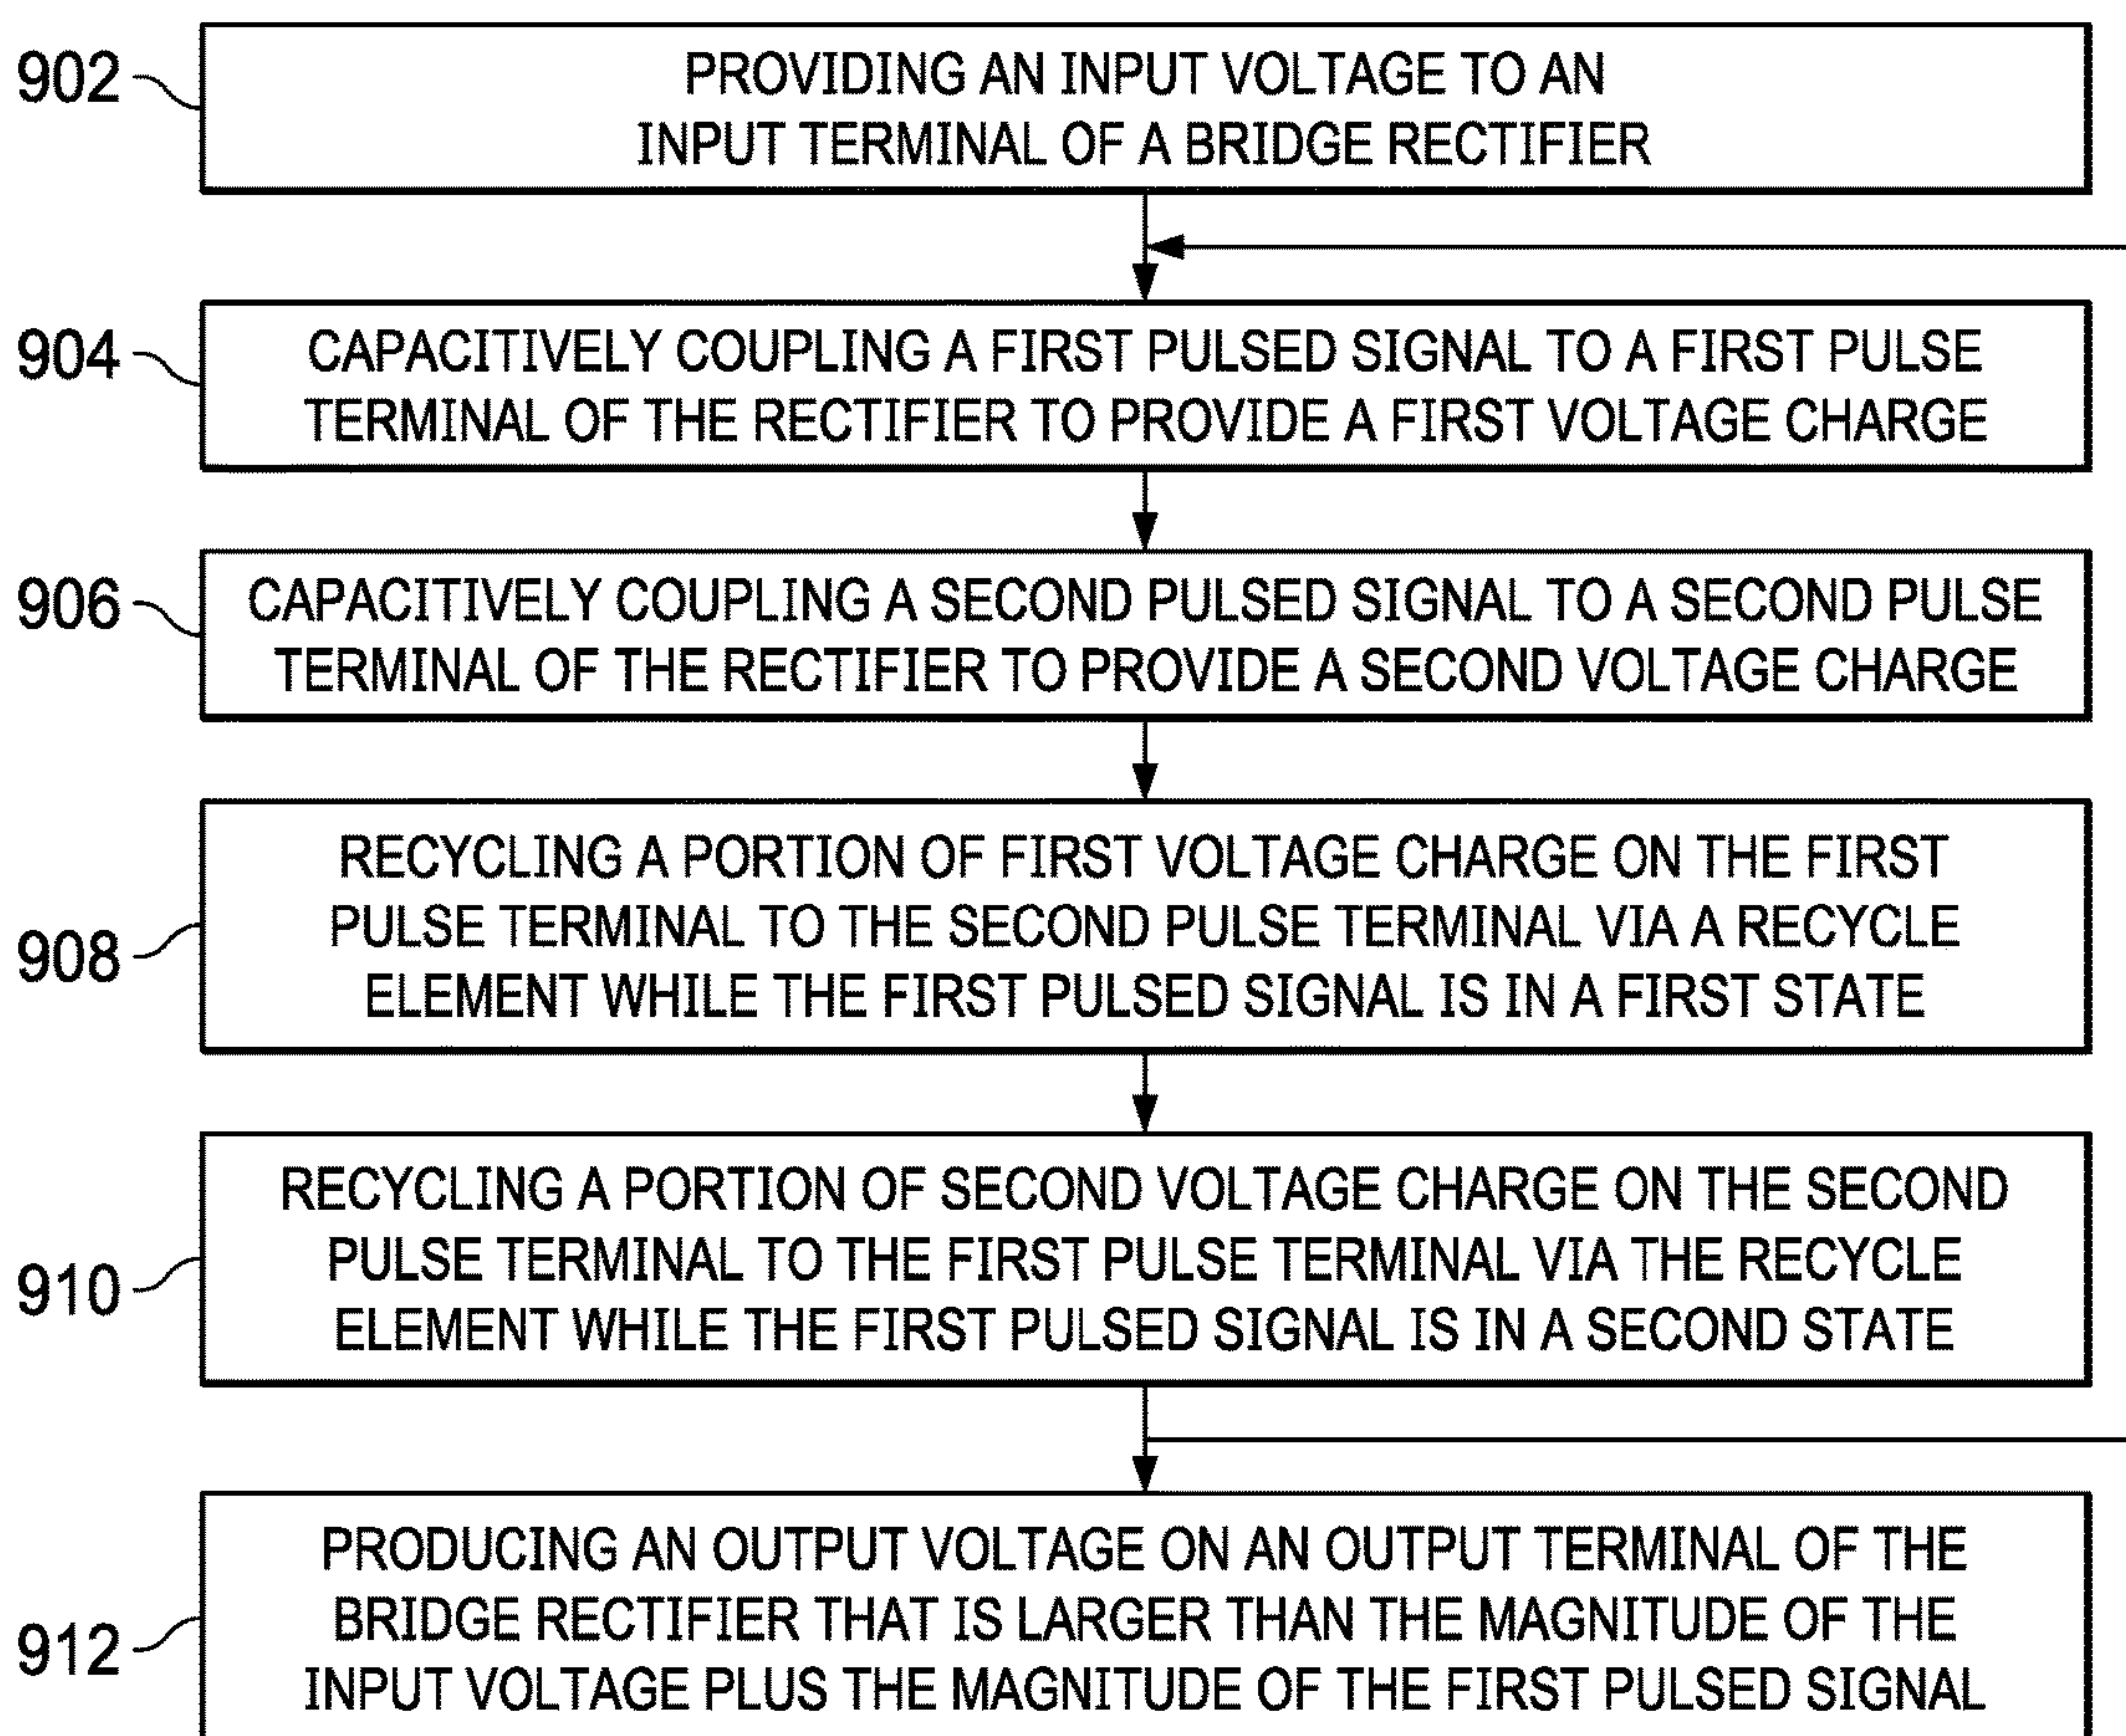 902
PROVIDING AN INPUT VOLTAGE TO AN
INPUT TERMINAL OF A BRIDGE RECTIFIER
904
CAPACITIVELY COUPLING A FIRST PULSED SIGNAL TO A FIRST PULSE
TERMINAL OF THE RECTIFIER TO PROVIDE A FIRST VOLTAGE CHARGE
906
CAPACITIVELY COUPLING A SECOND PULSED SIGNAL TO A SECOND PULSE
TERMINAL OF THE RECTIFIER TO PROVIDE A SECOND VOLTAGE CHARGE
908
RECYCLING A PORTION OF FIRST VOLTAGE CHARGE ON THE FIRST
PULSE TERMINAL TO THE SECOND PULSE TERMINAL VIA A RECYCLE
ELEMENT WHILE THE FIRST PULSED SIGNAL IS IN A FIRST STATE
910
RECYCLING A PORTION OF SECOND VOLTAGE CHARGE ON THE SECOND
PULSE TERMINAL TO THE FIRST PULSE TERMINAL VIA THE RECYCLE
ELEMENT WHILE THE FIRST PULSED SIGNAL IS IN A SECOND STATE
912
PRODUCING AN OUTPUT VOLTAGE ON AN OUTPUT TERMINAL OF THE
BRIDGE RECTIFIER THAT IS LARGER THAN THE MAGNITUDE OF THE
INPUT VOLTAGE PLUS THE MAGNITUDE OF THE FIRST PULSED SIGNAL